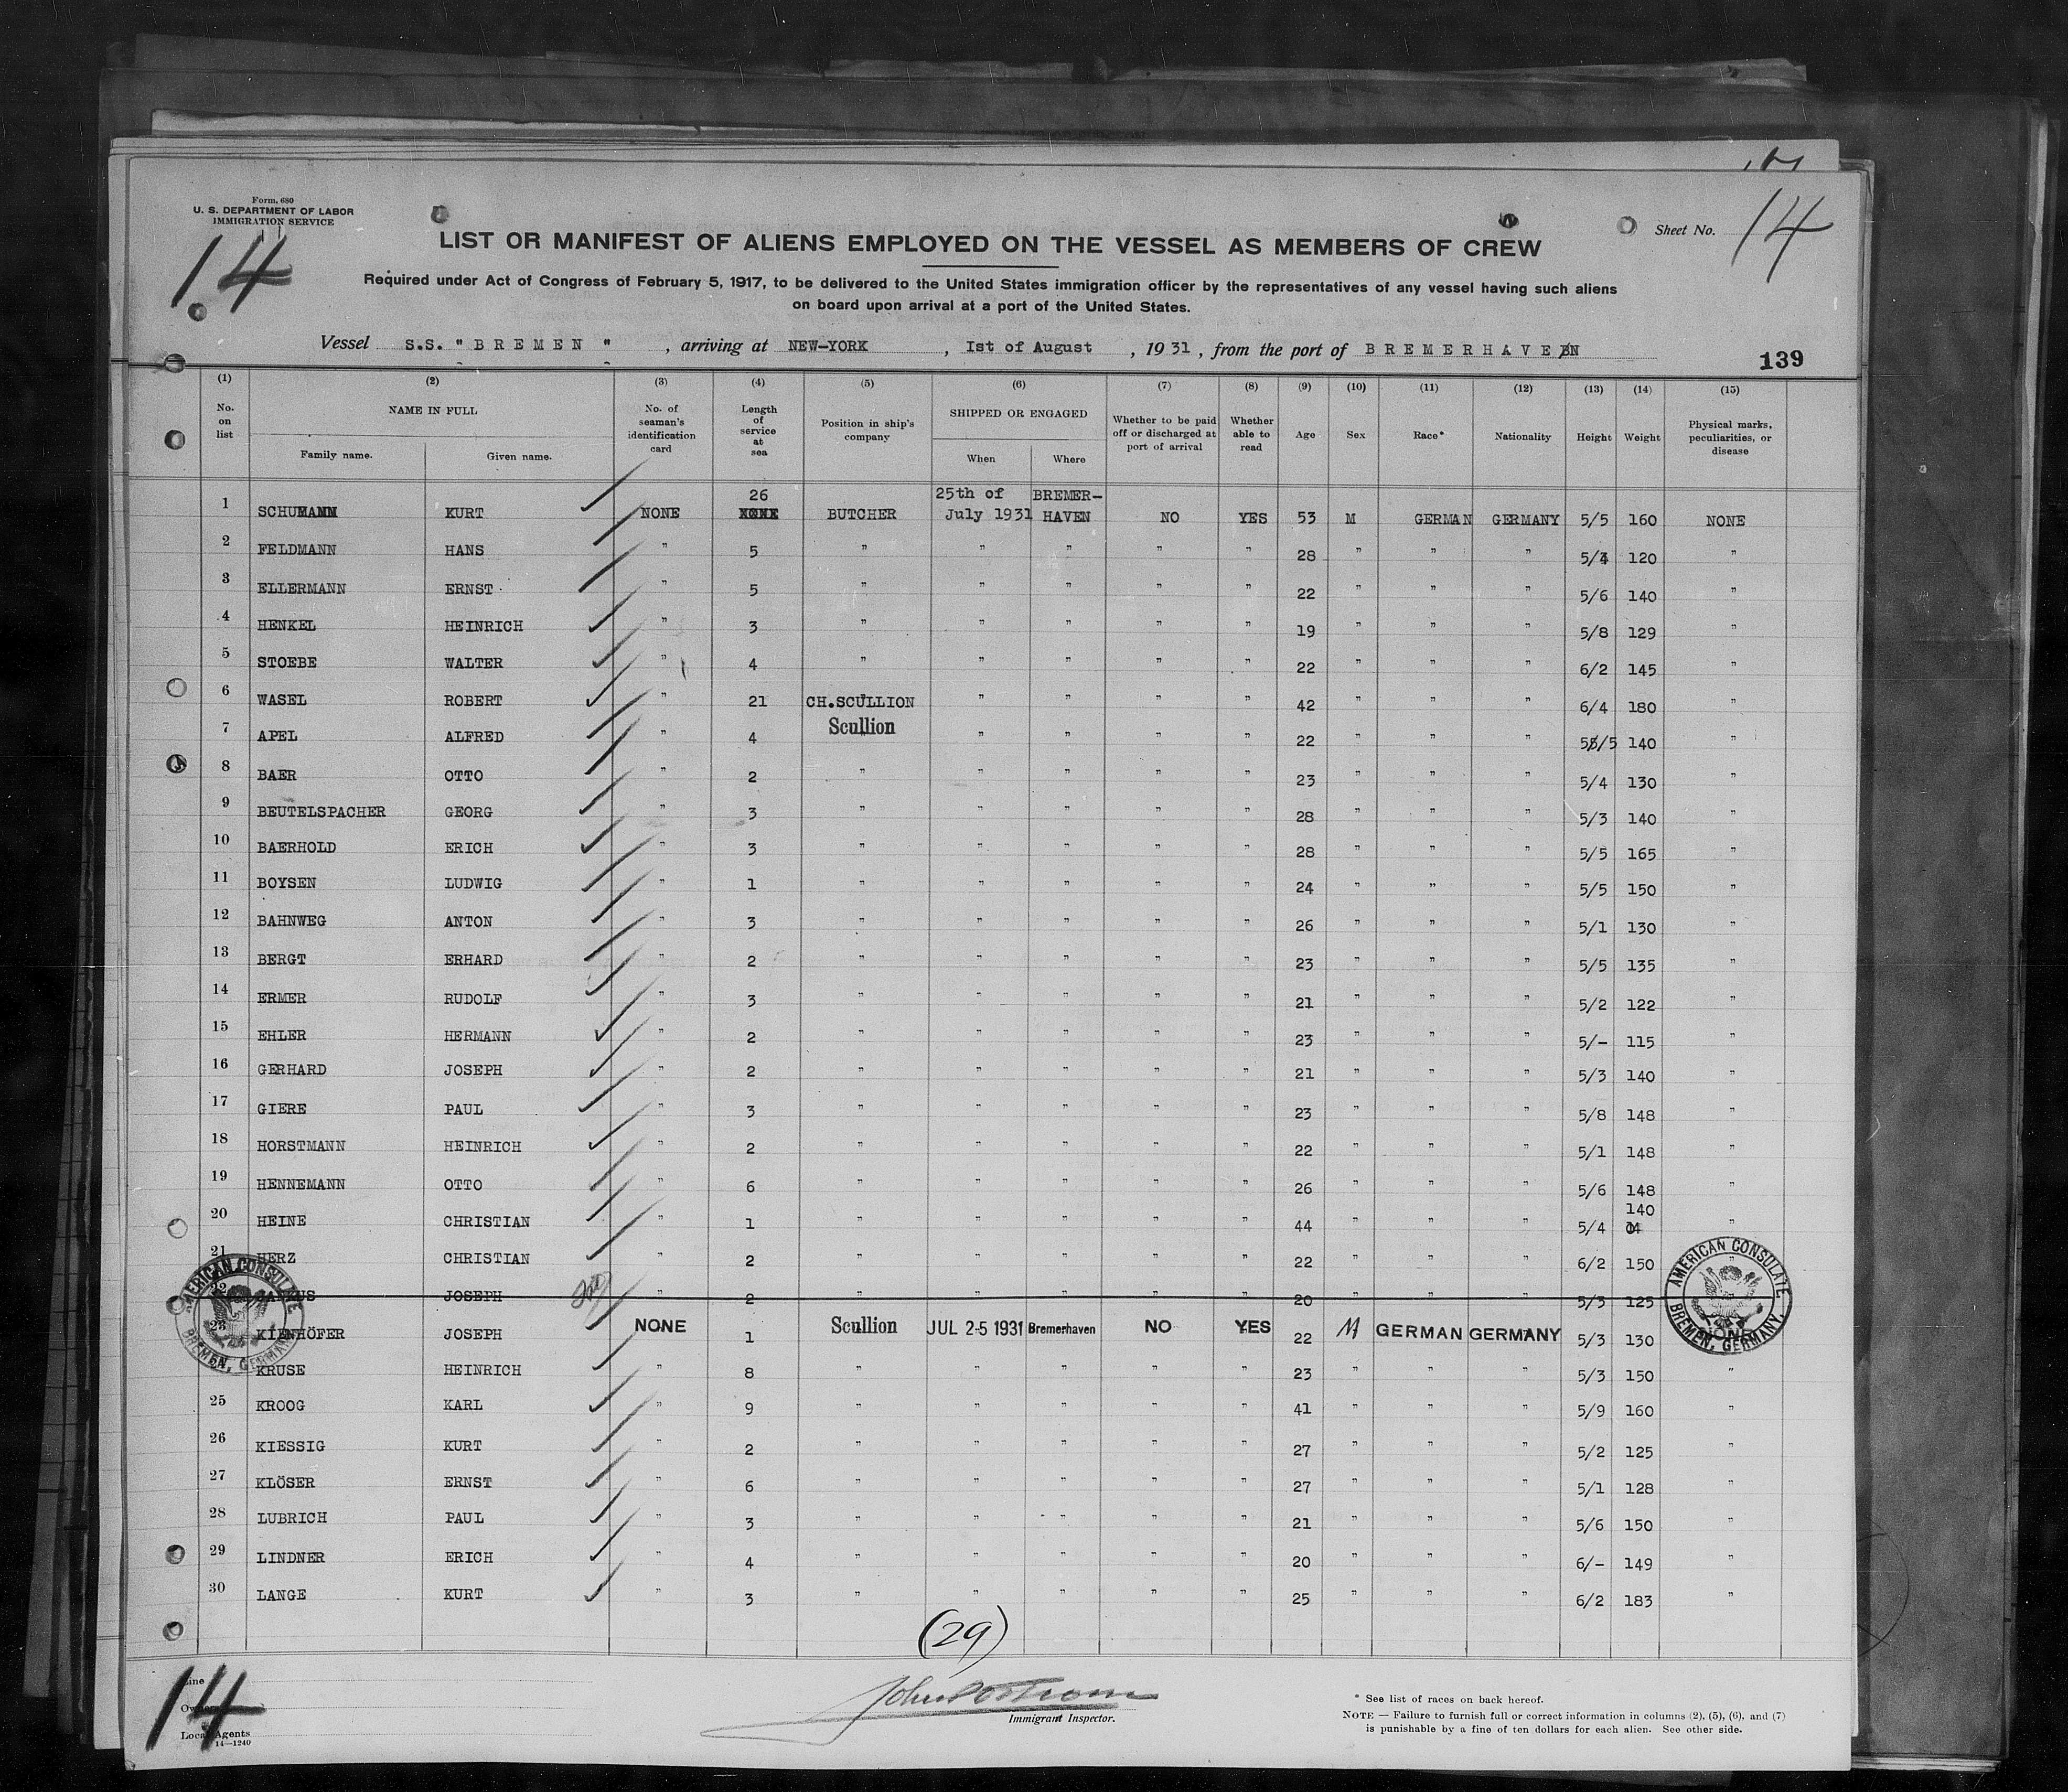 Form 680
U. S. DEPARTMENT OF LABOR
IMMIGRATION SERVICE
14
Sheet No. 14
LIST OR MANIFEST OF ALIENS EMPLOYED ON THE VESSEL AS MEMBERS OF CREW
Required under Act of Congress of February 5, 1917, to be delivered to the United States immigration officer by the representatives of any vessel having such aliens
on board upon arrival at a port of the United States.
Vessel S.S. "BREMEN", arriving at NEW-YORK, Ist of August, 1931, from the port of BREMERHAVEN
139
(1) (2) (3) (4) (5) (6) (7) (8) (9) (10) (11) (12) (13) (14) (15)
No. on list NAME IN FULL Family name. Given name. No. of seaman's identification card Length of service at sea Position in ship's company SHIPPED OR ENGAGED When Where Whether to be paid off or discharged at port of arrival Whether able to read Age Sex Race* Nationality Height Weight Physical marks, peculiarities, or disease
1 SCHUMANN KURT NONE 26 BUTCHER 25th of July 1931 BREMER-HAVEN NO YES 53 M GERMAN GERMANY 5/5 160 NONE
2 FELDMANN HANS " 5 " " " " " 28 " " " 5/4 120 "
3 ELLERMANN ERNST " 5 " " " " " 22 " " " 5/6 140 "
4 HENKEL HEINRICH " 3 " " " " " 19 " " " 5/8 129 "
5 STOEBE WALTER " 4 " " " " " 22 " " " 6/2 145 "
6 WASEL ROBERT " 21 CH.SCULLION " " " " 42 " " " 6/4 180 "
7 APEL ALFRED " 4 Scullion " " " " 22 " " " 5/5 140 "
8 BAER OTTO " 2 " " " " " 23 " " " 5/4 130 "
9 BEUTELSPACHER GEORG " 3 " " " " " 28 " " " 5/3 140 "
10 BAERHOLD ERICH " 3 " " " " " 28 " " " 5/5 165 "
11 BOYSEN LUDWIG " 1 " " " " " 24 " " " 5/5 150 "
12 BAHNWEG ANTON " 3 " " " " " 26 " " " 5/1 130 "
13 BERGT ERHARD " 2 " " " " " 23 " " " 5/5 135 "
14 ERMER RUDOLF " 3 " " " " " 21 " " " 5/2 122 "
15 EHLER HERMANN " 2 " " " " " 23 " " " 5/- 115 "
16 GERHARD JOSEPH " 2 " " " " " 21 " " " 5/3 140 "
17 GIERE PAUL " 3 " " " " " 23 " " " 5/8 148 "
18 HORSTMANN HEINRICH " 2 " " " " " 22 " " " 5/1 148 "
19 HENNEMANN OTTO " 6 " " " " " 26 " " " 5/6 148 "
20 HEINE CHRISTIAN " 1 " " " " " 44 " " " 5/4 140 "
21 HERZ CHRISTIAN " 2 " " " " " 22 " " " 6/2 150 "
22 JOSEPH " 2 " " " " " 20 " " " 5/3 125
23 KIENHÖFER JOSEPH NONE 1 Scullion JUL 25 1931 Bremerhaven NO YES 22 M GERMAN GERMANY 5/3 130 NONE
KRUSE HEINRICH " 8 " " " " " 23 " " " 5/3 150 "
25 KROOG KARL " 9 " " " " " 41 " " " 5/9 160 "
26 KIESSIG KURT " 2 " " " " " 27 " " " 5/2 125 "
27 KLÖSER ERNST " 6 " " " " " 27 " " " 5/1 128 "
28 LUBRICH PAUL " 3 " " " " " 21 " " " 5/6 150 "
29 LINDNER ERICH " 4 " " " " " 20 " " " 6/- 149 "
30 LANGE KURT " 3 " " " " " 25 " " " 6/2 183 "
AMERICAN CONSULATE BREMEN, GERMANY
AMERICAN CONSULATE BREMEN, GERMANY
(29)
14
Line
Owners
Local Agents
14—1240
Immigrant Inspector.
* See list of races on back hereof.
NOTE — Failure to furnish full or correct information in columns (2), (5), (6), and (7)
is punishable by a fine of ten dollars for each alien. See other side.